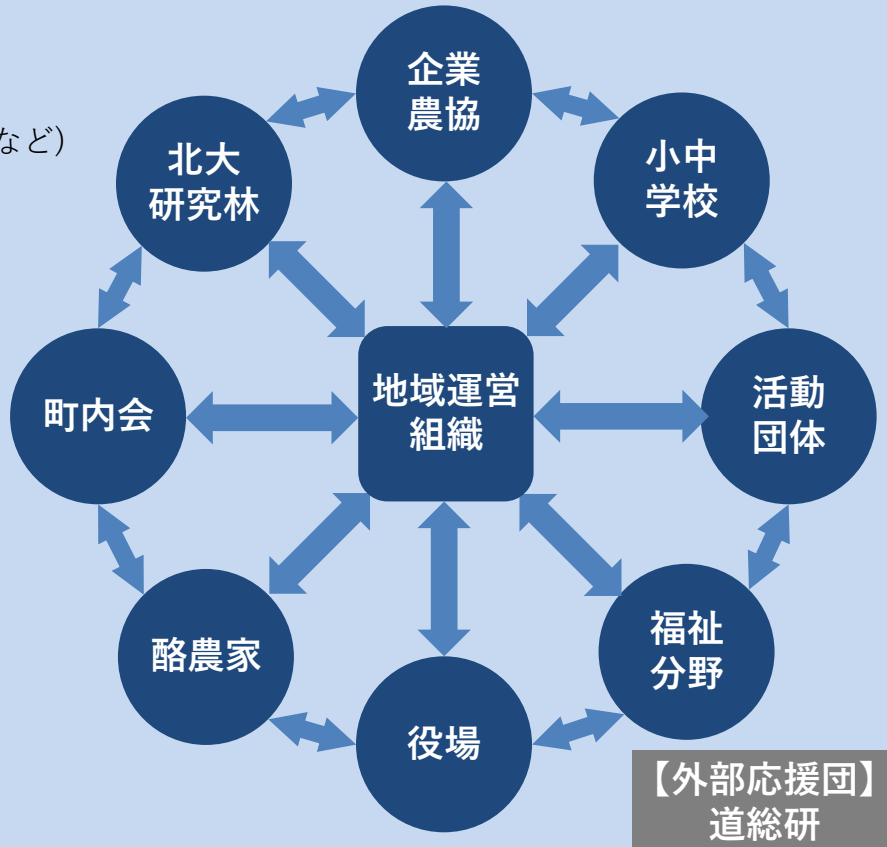 企業
農協
など)
北大
研究林
小中
学校
町内会
地域運営
組織
活動
団体
酪農家
福祉
分野
役場
【外部応援団】
道総研